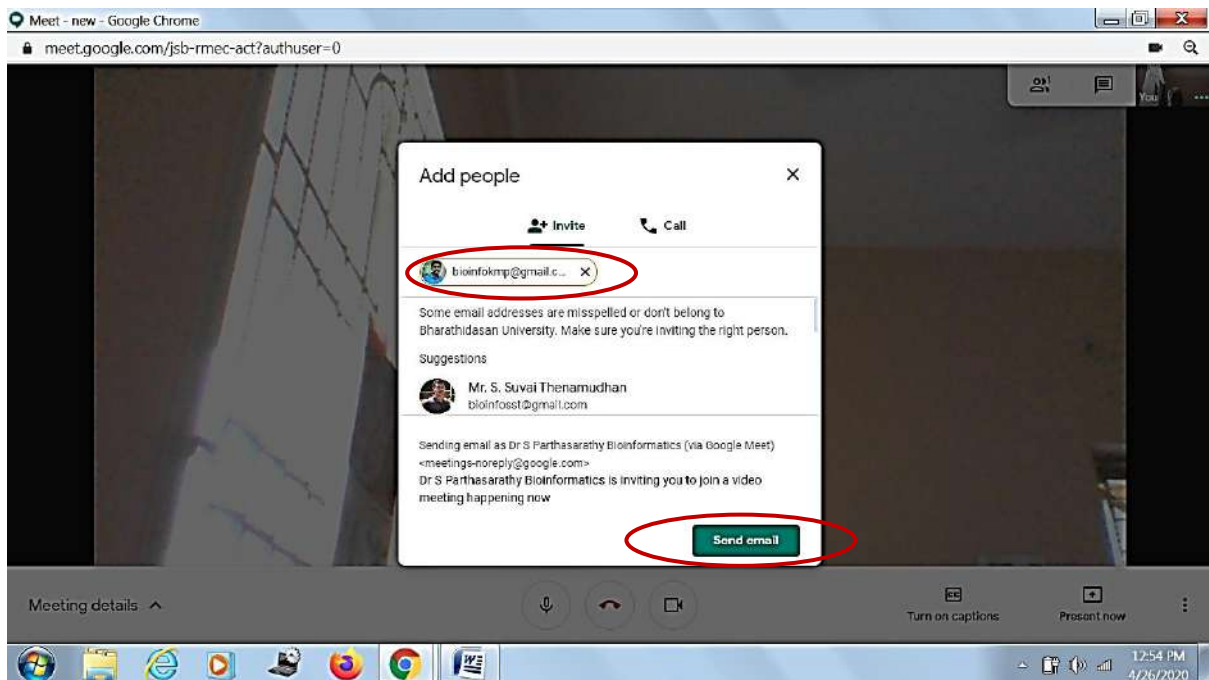 Meet - new - Google Chrome
meet.google.com/jsb-rmec-act?authuser=0
You
Add people
Invite Call
bioinfokmp@gmail.c...
Some email addresses are misspelled or don't belong to
Bharathidasan University. Make sure you're inviting the right person.
Suggestions
Mr. S. Suvai Thenamudhan
bioinfosst@gmail.com
Sending email as Dr S Parthasarathy Bioinformatics (via Google Meet)
<meetings-noreply@google.com>
Dr S Parthasarathy Bioinformatics is inviting you to join a video
meeting happening now
Send email
Meeting details
CC
Turn on captions
Present now
12:54 PM
4/26/2020